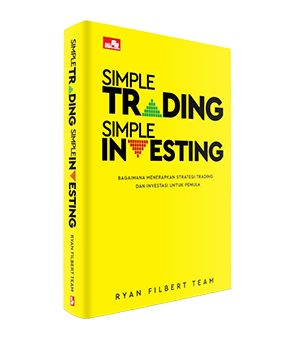 SIMPLE
TRADING
SIMPLE
INVESTING
BAGAIMANA MENERAPKAN STRATEGI TRADING
DAN INVESTASI UNTUK PEMULA
RYAN FILBERT TEAM
SIMPLE TRADING SIMPLE INVESTING
RYAN FILBERT TEAM